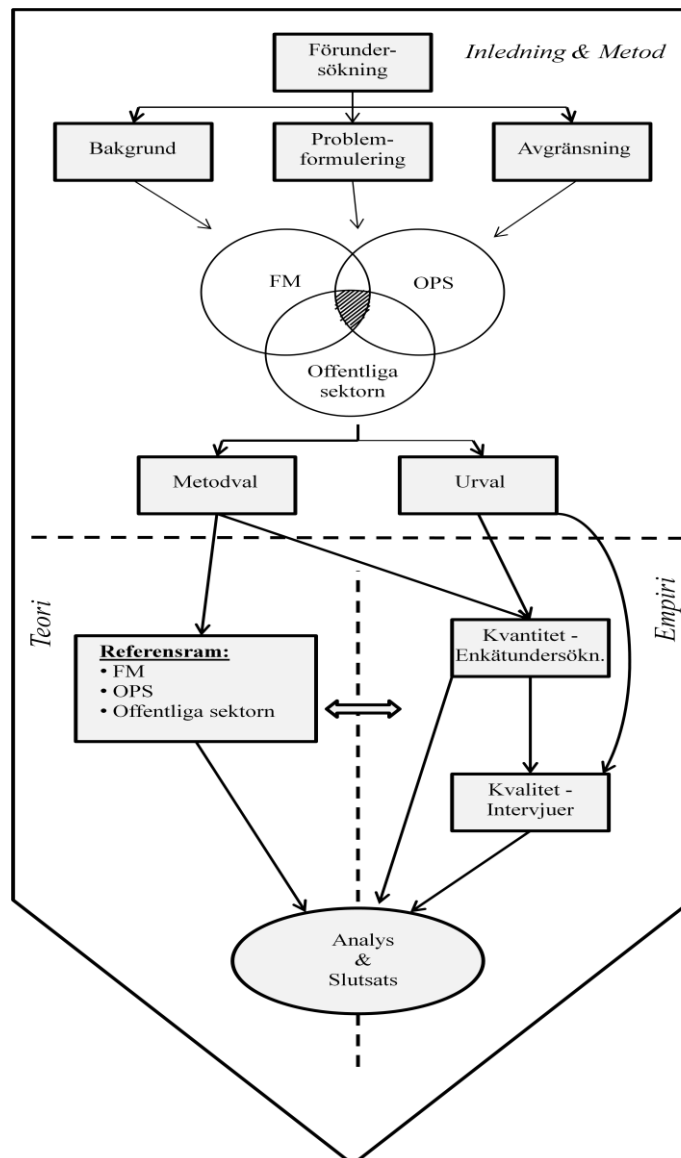 Förunder-
sökning
Inledning & Metod
Bakgrund
Problem-
formulering
Avgränsning
FM
OPS
Offentliga
sektorn
Metodval
Urval
Teori
Empiri
Referensram:
• FM
• OPS
• Offentliga sektorn
Kvantitet -
Enkätundersökn.
Kvalitet -
Intervjuer
Analys
&
Slutsats